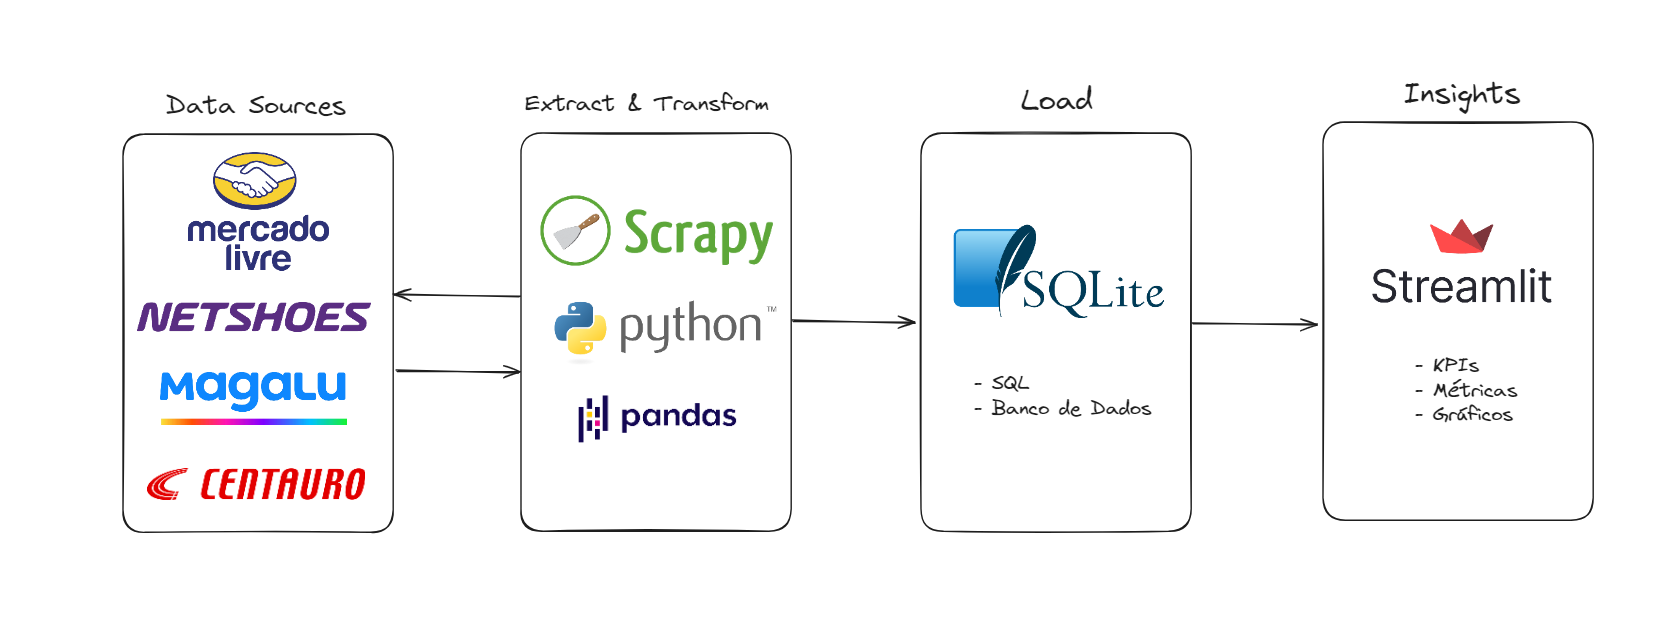 Data Sources
mercado
livre
NETSHOES
MagaLu
CENTAURO
Extract & Transform
Scrapy
python™
pandas
Load
SQLite
- SQL
- Banco de Dados
Insights
Streamlit
- KPIs
- Métricas
- Gráficos